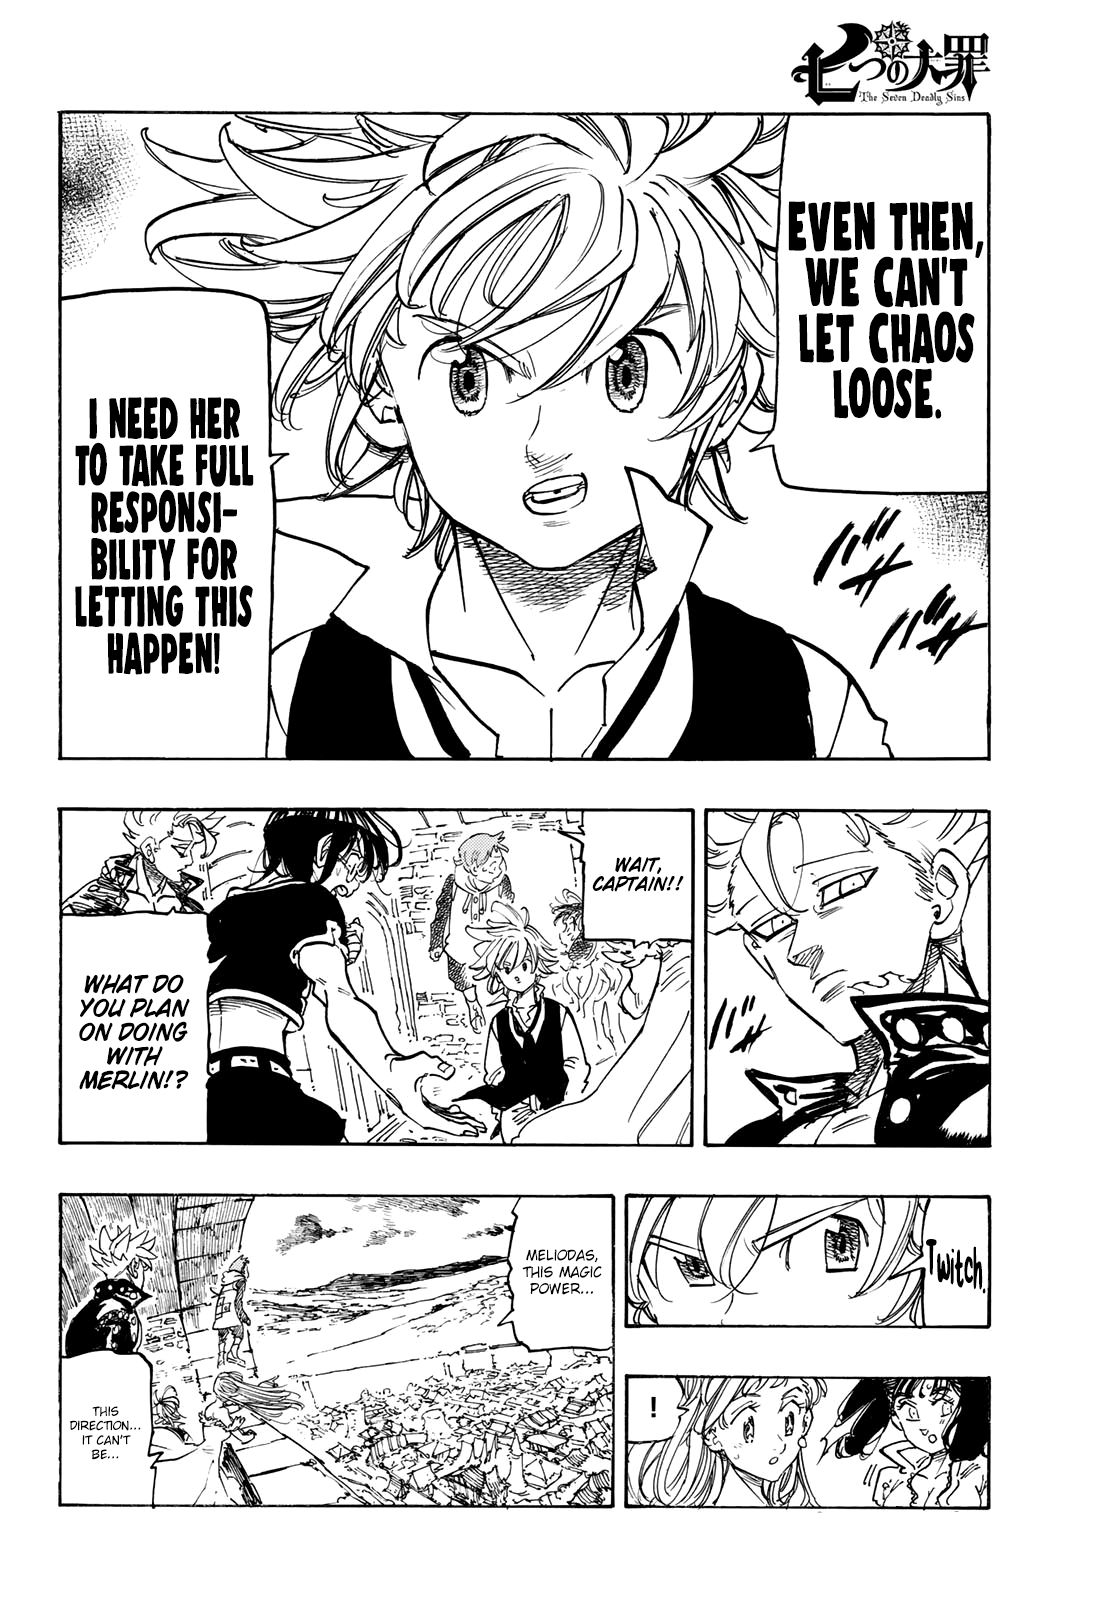 七つの大罪
The Seven Deadly Sins
EVEN THEN,
WE CAN'T
LET CHAOS
LOOSE.
I NEED HER
TO TAKE FULL
RESPONSI-
BILITY FOR
LETTING THIS
HAPPEN!
WAIT,
CAPTAIN!!
WHAT DO
YOU PLAN
ON DOING
WITH
MERLIN!?
Twitch.
!
MELIODAS,
THIS MAGIC
POWER...
THIS
DIRECTION...
IT CAN'T
BE...